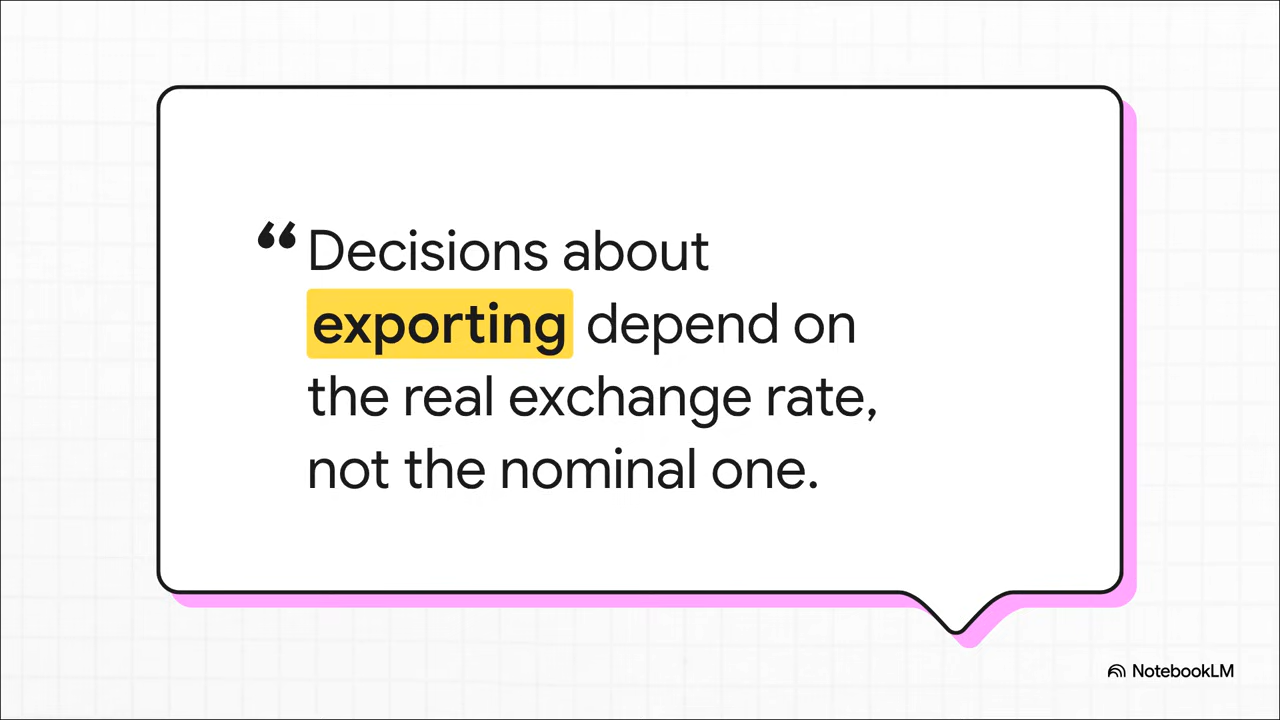 “Decisions about
exporting depend on
the real exchange rate,
not the nominal one.
NotebookLM